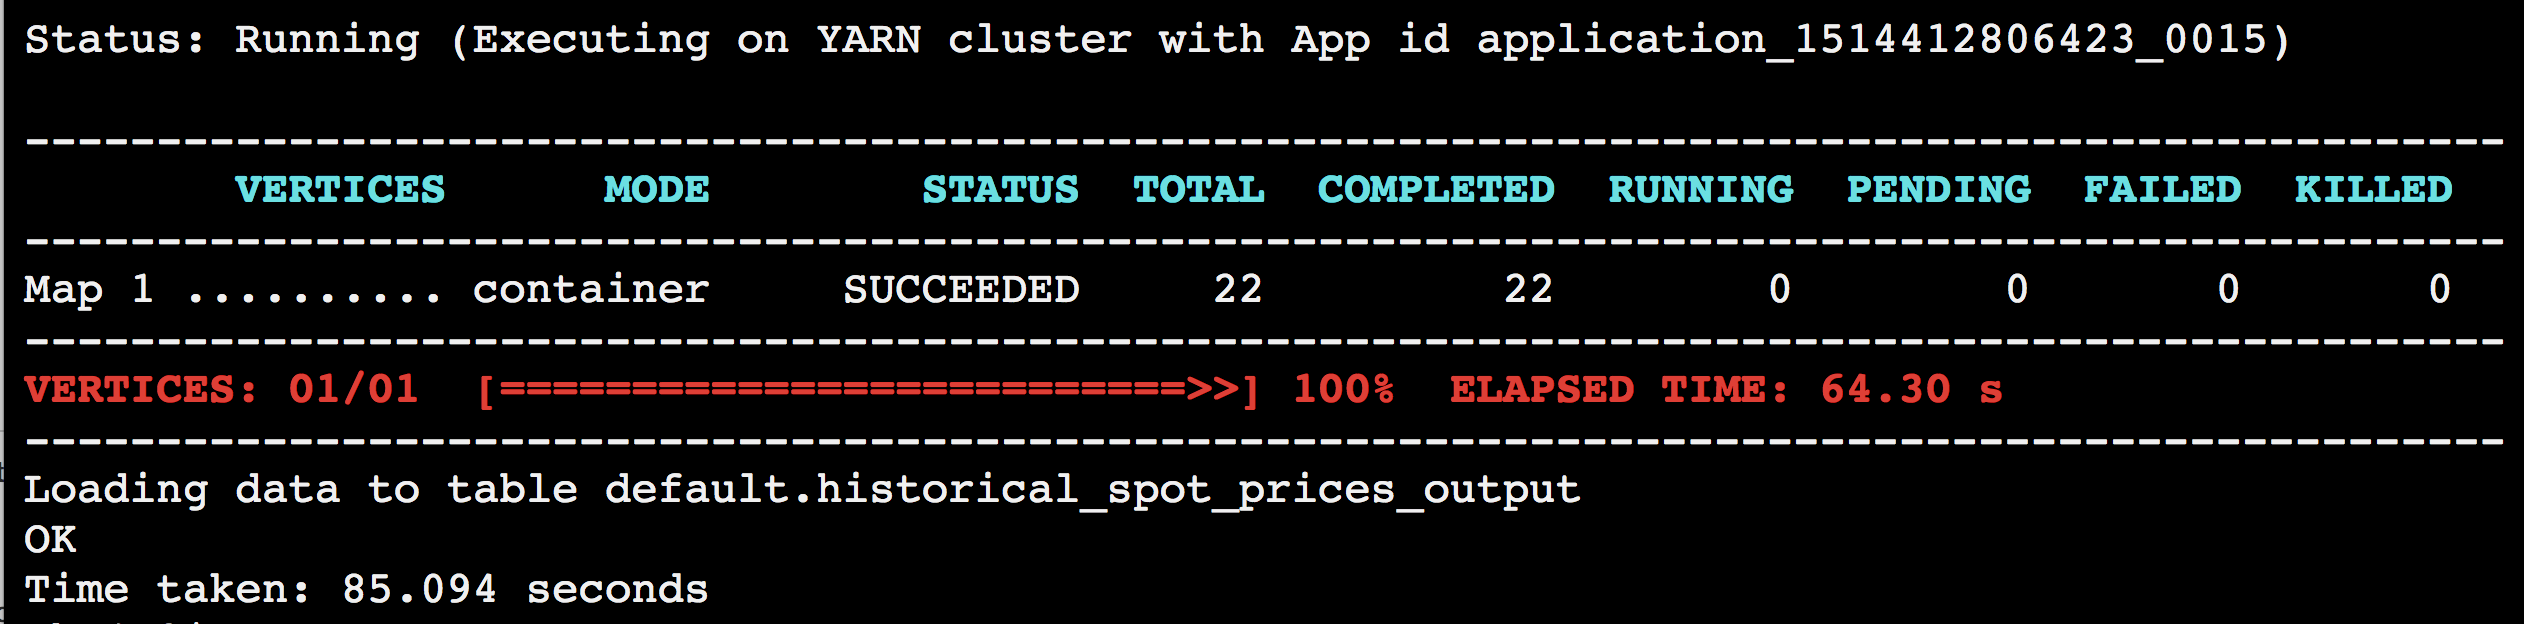 Status: Running (Executing on YARN cluster with App id application_1514412806423_0015)
----------------------------------------------------------------------------------------------
VERTICES MODE STATUS TOTAL COMPLETED RUNNING PENDING FAILED KILLED
----------------------------------------------------------------------------------------------
Map 1 .......... container SUCCEEDED 22 22 0 0 0 0
----------------------------------------------------------------------------------------------
VERTICES: 01/01 [==========================>>] 100% ELAPSED TIME: 64.30 s
----------------------------------------------------------------------------------------------
Loading data to table default.historical_spot_prices_output
OK
Time taken: 85.094 seconds